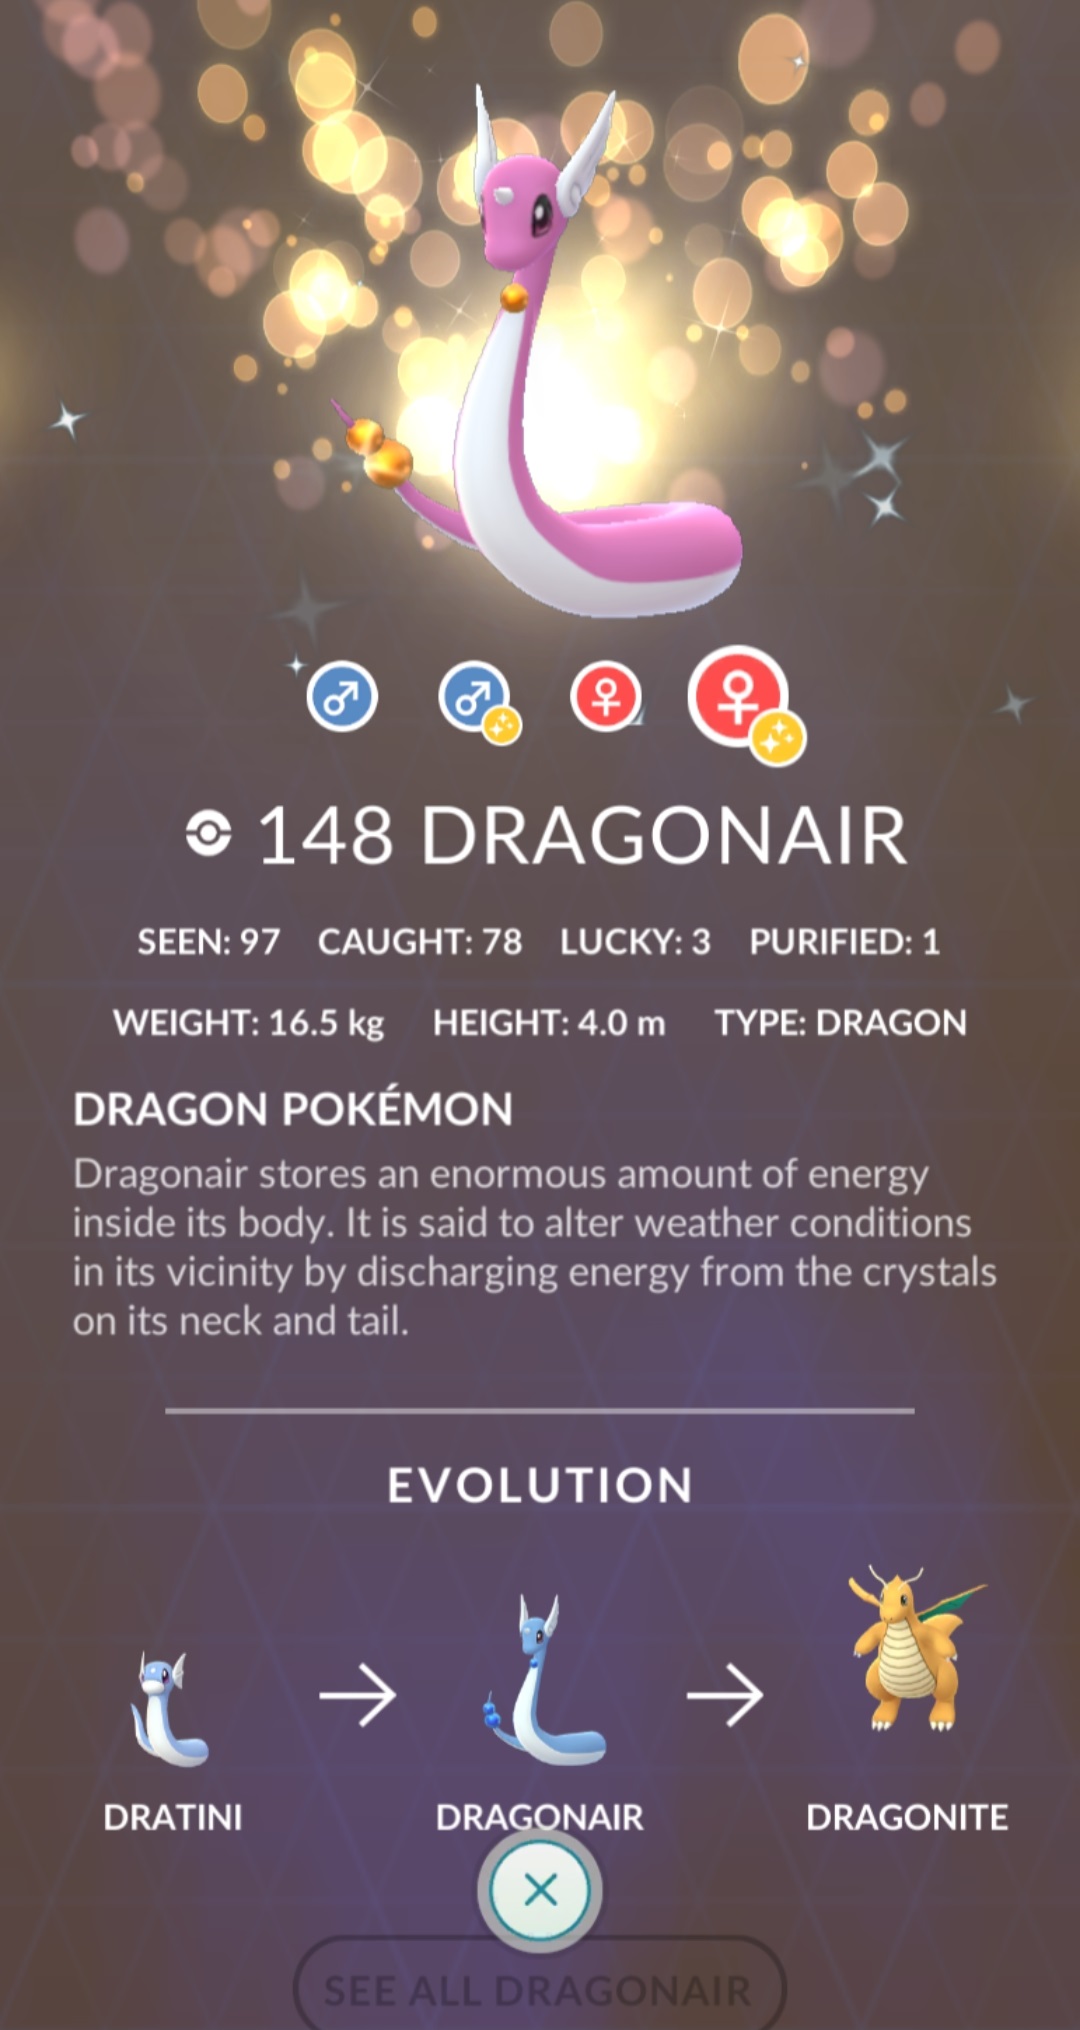 148 DRAGONAIR
SEEN: 97 CAUGHT: 78 LUCKY: 3 PURIFIED: 1
WEIGHT: 16.5 kg HEIGHT: 4.0 m TYPE: DRAGON
DRAGON POKÉMON
Dragonair stores an enormous amount of energy
inside its body. It is said to alter weather conditions
in its vicinity by discharging energy from the crystals
on its neck and tail.
EVOLUTION
DRATINI DRAGONAIR DRAGONITE
SEE ALL DRAGONAIR